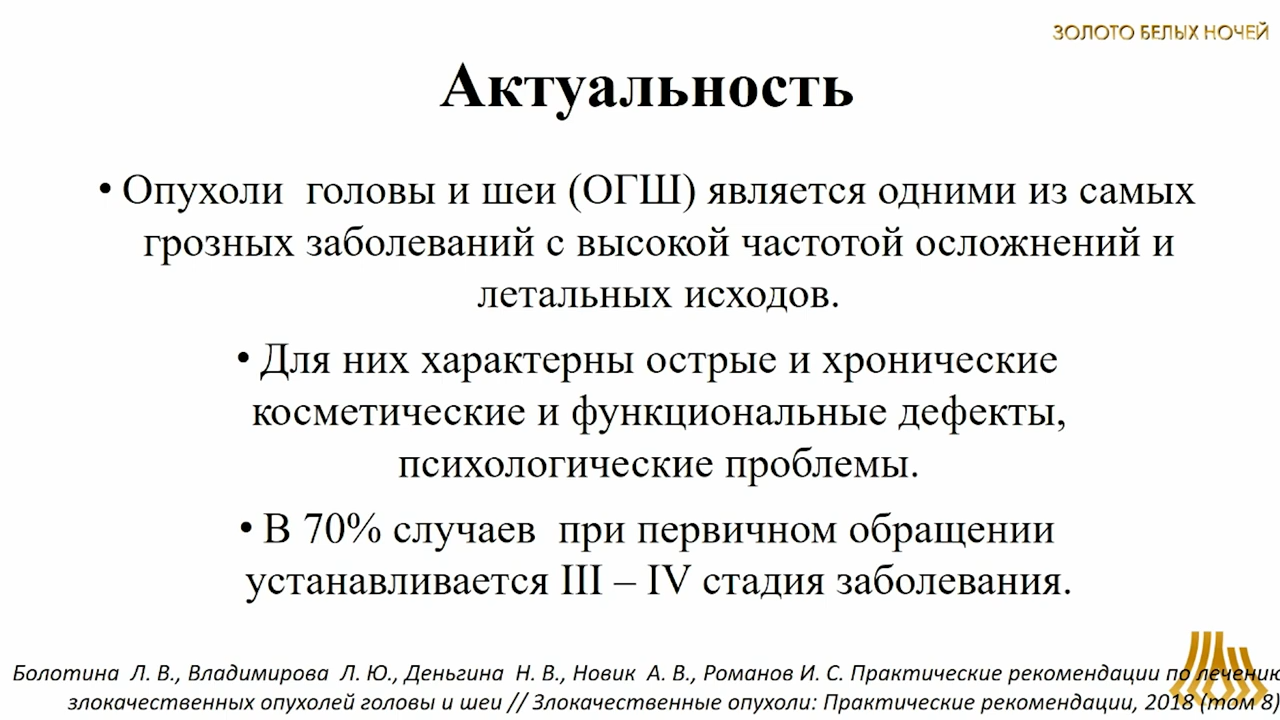 ЗОЛОТО БЕЛЫХ НОЧЕЙ
Актуальность
• Опухоли головы и шеи (ОГШ) является одними из самых
грозных заболеваний с высокой частотой осложнений и
летальных исходов.
• Для них характерны острые и хронические
косметические и функциональные дефекты,
психологические проблемы.
• В 70% случаев при первичном обращении
устанавливается III – IV стадия заболевания.
Болотина Л. В., Владимирова Л. Ю., Деньгина Н. В., Новик А. В., Романов И. С. Практические рекомендации по лечению
злокачественных опухолей головы и шеи // Злокачественные опухоли: Практические рекомендации, 2018 (том 8)